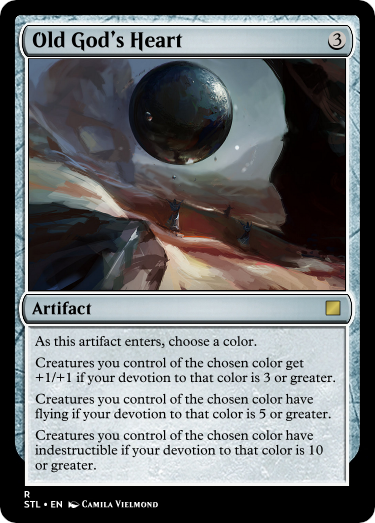 Old God's Heart 3
Artifact
As this artifact enters, choose a color.
Creatures you control of the chosen color get
+1/+1 if your devotion to that color is 3 or greater.
Creatures you control of the chosen color have
flying if your devotion to that color is 5 or greater.
Creatures you control of the chosen color have
indestructible if your devotion to that color is 10
or greater.
R
STL • EN Camila Vielmond